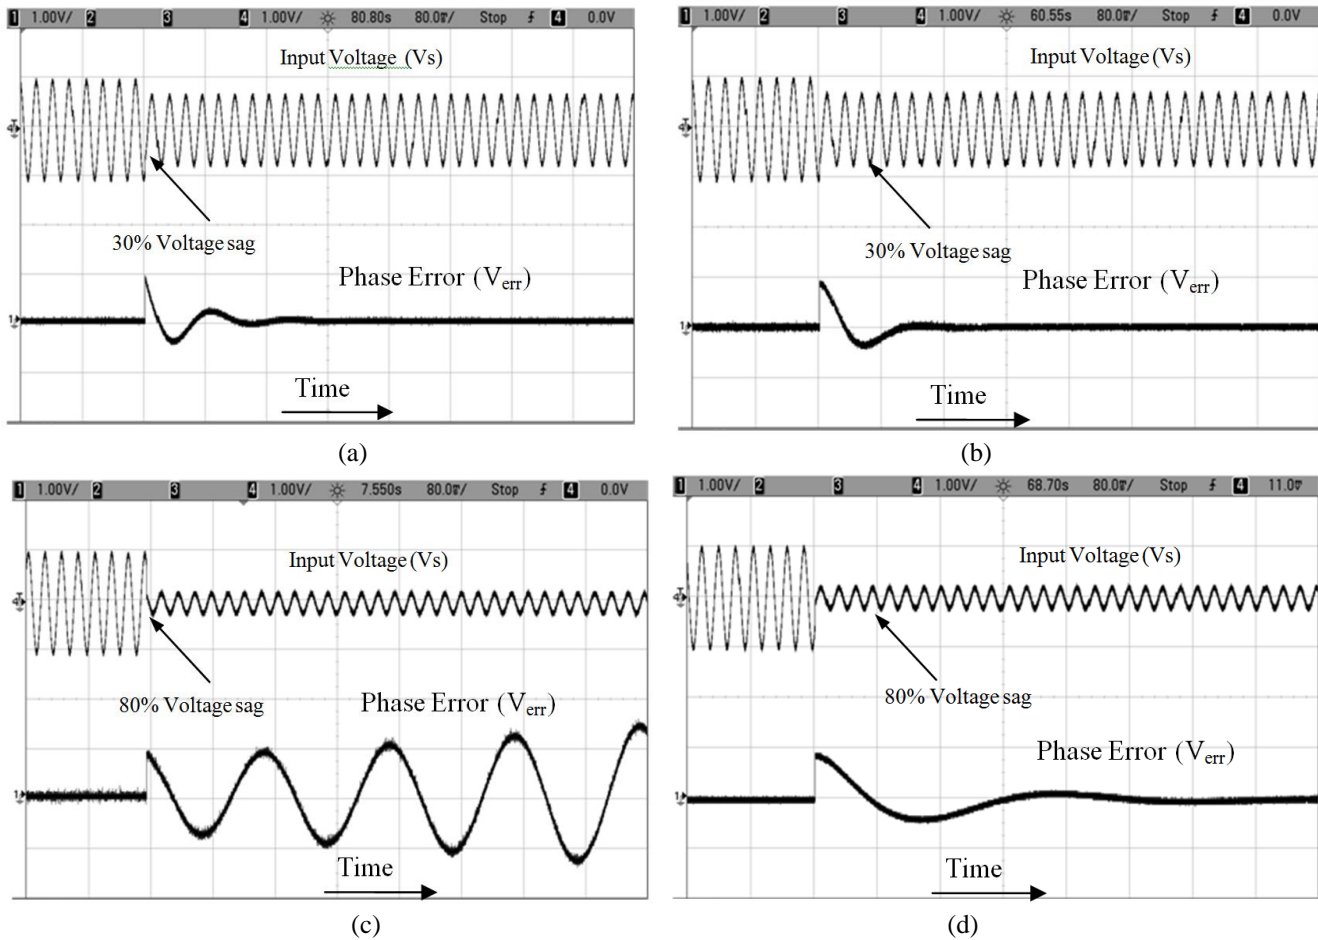 1 1.00V/ 2 3 4 1.00V/ 80.80s 80.0㎷/ Stop 4 0.0V
Input Voltage (Vs)
30% Voltage sag
Phase Error (Verr)
Time
(a)
1 1.00V/ 2 3 4 1.00V/ 60.55s 80.0㎷/ Stop 4 0.0V
Input Voltage (Vs)
30% Voltage sag
Phase Error (Verr)
Time
(b)
1 1.00V/ 2 3 4 1.00V/ 7.550s 80.0㎷/ Stop 4 0.0V
Input Voltage (Vs)
80% Voltage sag
Phase Error (Verr)
Time
(c)
1 1.00V/ 2 3 4 1.00V/ 68.70s 80.0㎷/ Stop 4 11.0
Input Voltage (Vs)
80% Voltage sag
Phase Error (Verr)
Time
(d)